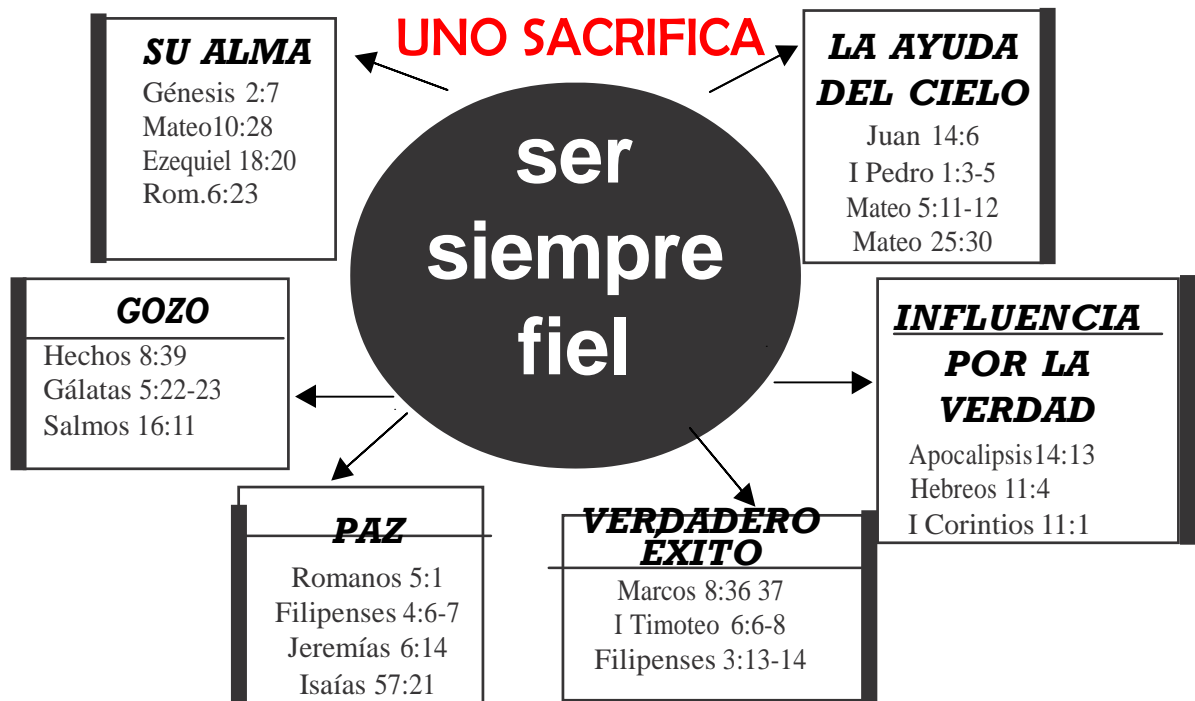 UNO SACRIFICA
SU ALMA
Génesis 2:7
Mateo10:28
Ezequiel 18:20
Rom.6:23
LA AYUDA
DEL CIELO
Juan 14:6
I Pedro 1:3-5
Mateo 5:11-12
Mateo 25:30
ser
siempre
fiel
GOZO
Hechos 8:39
Gálatas 5:22-23
Salmos 16:11
INFLUENCIA
POR LA
VERDAD
Apocalipsis14:13
Hebreos 11:4
I Corintios 11:1
PAZ
Romanos 5:1
Filipenses 4:6-7
Jeremías 6:14
Isaías 57:21
VERDADERO
ÉXITO
Marcos 8:36 37
I Timoteo 6:6-8
Filipenses 3:13-14